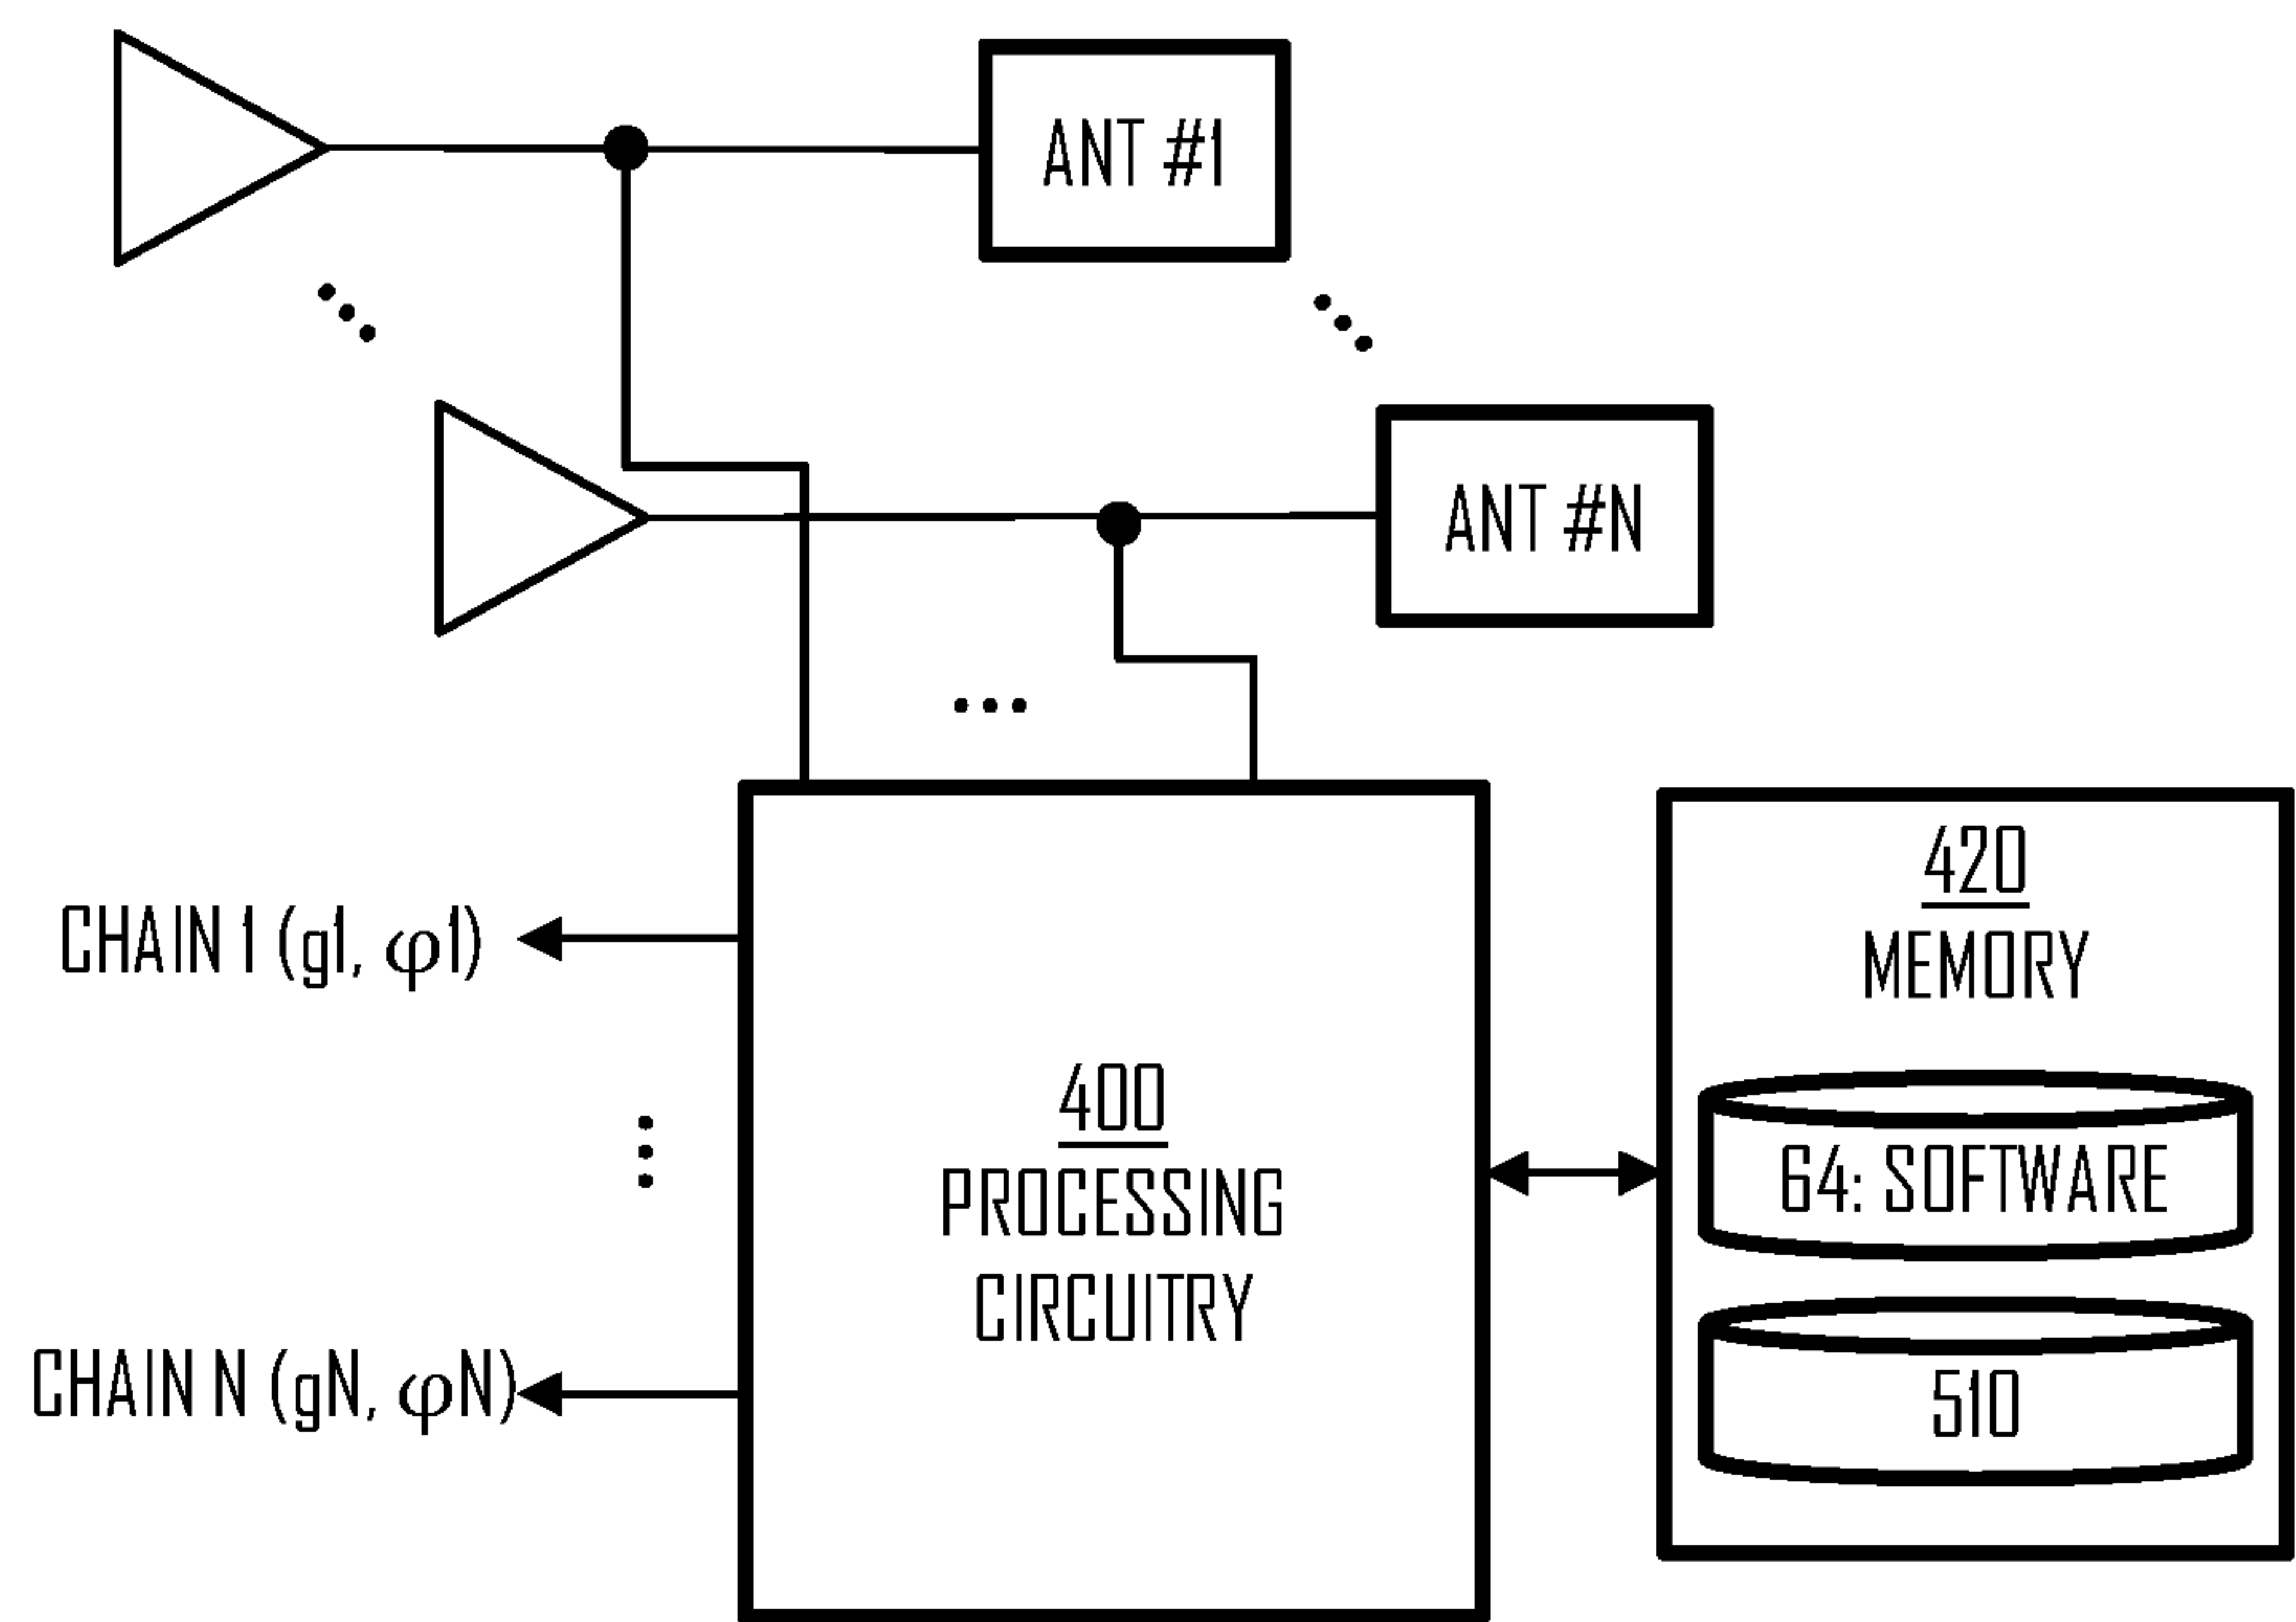 ANT #1
ANT #N
420
MEMORY
CHAIN 1 (g1, φ1)
400
PROCESSING
CIRCUITRY
64: SOFTWARE
CHAIN N (gN, φN)
510